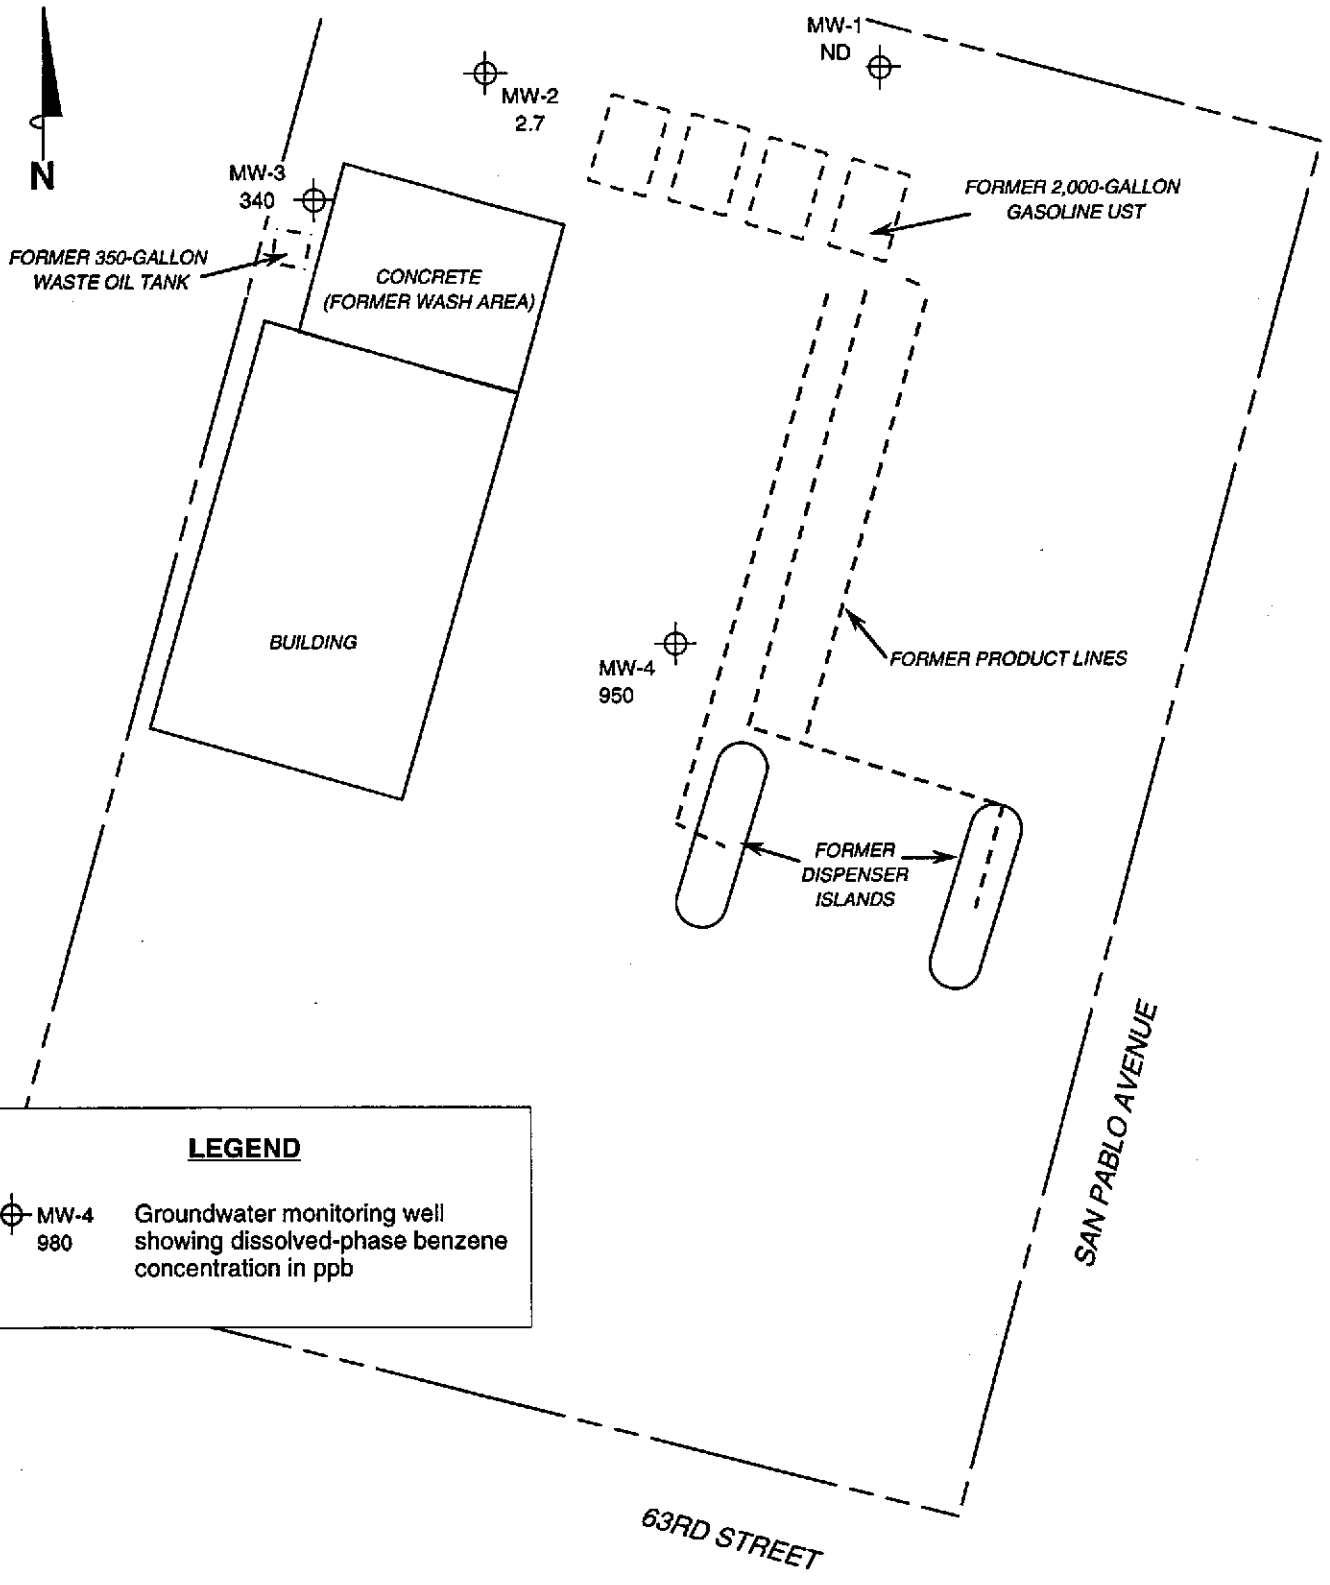 N
MW-1
ND
MW-2
2.7
MW-3
340
FORMER 2,000-GALLON
GASOLINE UST
FORMER 350-GALLON
WASTE OIL TANK
CONCRETE
(FORMER WASH AREA)
BUILDING
MW-4
950
FORMER PRODUCT LINES
FORMER
DISPENSER
ISLANDS
SAN PABLO AVENUE
LEGEND
MW-4
980
Groundwater monitoring well
showing dissolved-phase benzene
concentration in ppb
63RD STREET